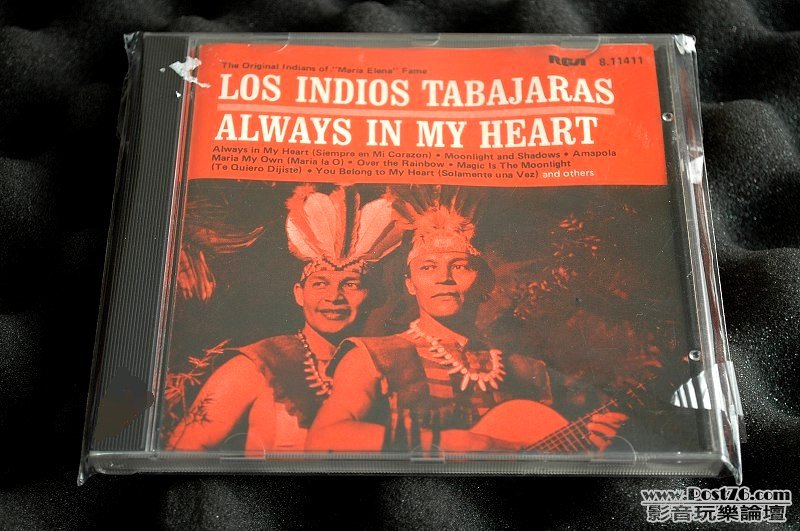 The Original Indians of "Maria Elena" Fame
RCA 8.11411
LOS INDIOS TABAJARAS
ALWAYS IN MY HEART
Always in My Heart (Siempre en Mi Corazon) • Moonlight and Shadows • Amapola
Maria My Own (Maria la O) • Over the Rainbow • Magic Is The Moonlight
(Te Quiero Dijiste) • You Belong to My Heart (Solamente una Vez) and others
www.Post76.com
影音玩樂論壇